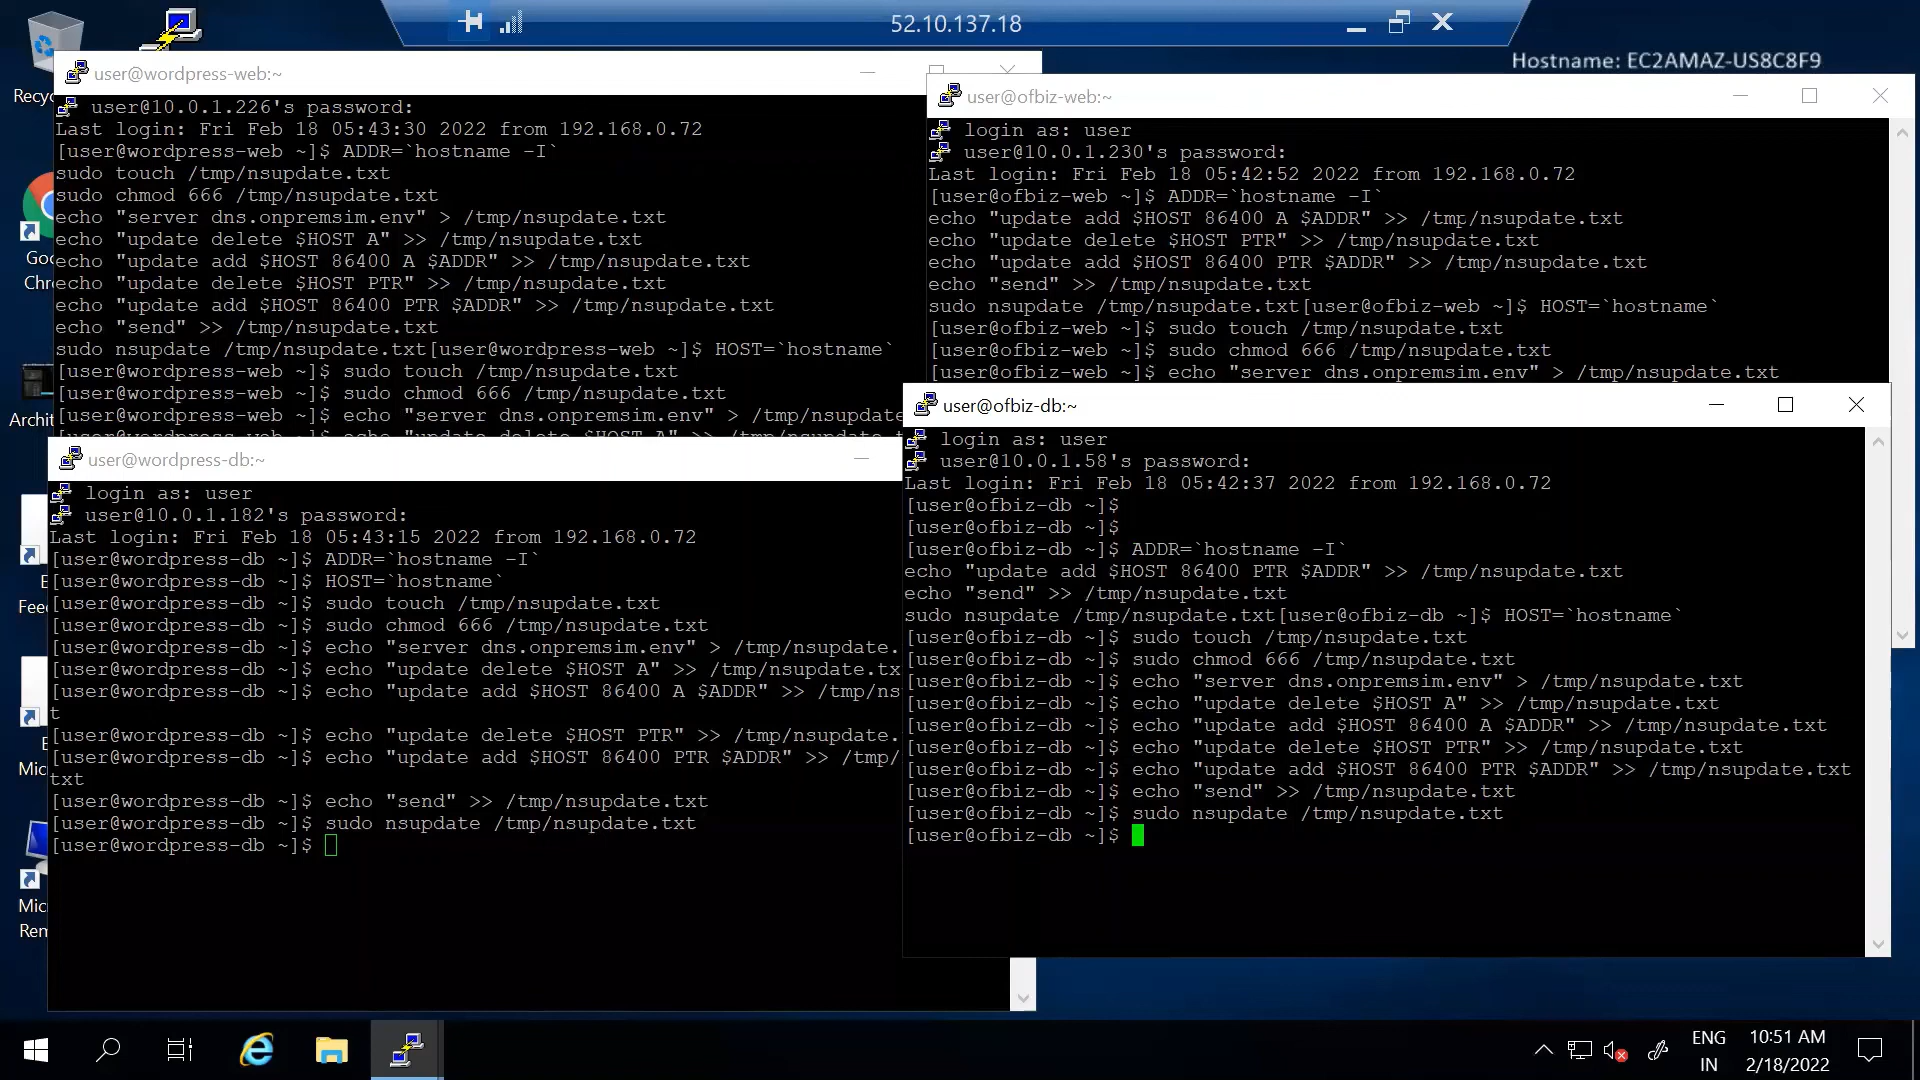 52.10.137.18
Hostname: EC2AMAZ-US8C8F9
Recyc
Goo
Chr
Archit
E
Fee
E
Mic
Mic
Rem
user@wordpress-web:~
user@10.0.1.226's password:
Last login: Fri Feb 18 05:43:30 2022 from 192.168.0.72
[user@wordpress-web ~]$ ADDR=`hostname -I`
sudo touch /tmp/nsupdate.txt
sudo chmod 666 /tmp/nsupdate.txt
echo "server dns.onpremsim.env" > /tmp/nsupdate.txt
echo "update delete $HOST A" >> /tmp/nsupdate.txt
echo "update add $HOST 86400 A $ADDR" >> /tmp/nsupdate.txt
echo "update delete $HOST PTR" >> /tmp/nsupdate.txt
echo "update add $HOST 86400 PTR $ADDR" >> /tmp/nsupdate.txt
echo "send" >> /tmp/nsupdate.txt
sudo nsupdate /tmp/nsupdate.txt[user@wordpress-web ~]$ HOST=`hostname`
[user@wordpress-web ~]$ sudo touch /tmp/nsupdate.txt
[user@wordpress-web ~]$ sudo chmod 666 /tmp/nsupdate.txt
[user@wordpress-web ~]$ echo "server dns.onpremsim.env" > /tmp/nsupdate
user@ofbiz-web:~
login as: user
user@10.0.1.230's password:
Last login: Fri Feb 18 05:42:52 2022 from 192.168.0.72
[user@ofbiz-web ~]$ ADDR=`hostname -I`
echo "update add $HOST 86400 A $ADDR" >> /tmp/nsupdate.txt
echo "update delete $HOST PTR" >> /tmp/nsupdate.txt
echo "update add $HOST 86400 PTR $ADDR" >> /tmp/nsupdate.txt
echo "send" >> /tmp/nsupdate.txt
sudo nsupdate /tmp/nsupdate.txt[user@ofbiz-web ~]$ HOST=`hostname`
[user@ofbiz-web ~]$ sudo touch /tmp/nsupdate.txt
[user@ofbiz-web ~]$ sudo chmod 666 /tmp/nsupdate.txt
[user@ofbiz-web ~]$ echo "server dns.onpremsim.env" > /tmp/nsupdate.txt
user@wordpress-db:~
login as: user
user@10.0.1.182's password:
Last login: Fri Feb 18 05:43:15 2022 from 192.168.0.72
[user@wordpress-db ~]$ ADDR=`hostname -I`
[user@wordpress-db ~]$ HOST=`hostname`
[user@wordpress-db ~]$ sudo touch /tmp/nsupdate.txt
[user@wordpress-db ~]$ sudo chmod 666 /tmp/nsupdate.txt
[user@wordpress-db ~]$ echo "server dns.onpremsim.env" > /tmp/nsupdate.
[user@wordpress-db ~]$ echo "update delete $HOST A" >> /tmp/nsupdate.tx
[user@wordpress-db ~]$ echo "update add $HOST 86400 A $ADDR" >> /tmp/ns
t
[user@wordpress-db ~]$ echo "update delete $HOST PTR" >> /tmp/nsupdate.
[user@wordpress-db ~]$ echo "update add $HOST 86400 PTR $ADDR" >> /tmp/
txt
[user@wordpress-db ~]$ echo "send" >> /tmp/nsupdate.txt
[user@wordpress-db ~]$ sudo nsupdate /tmp/nsupdate.txt
[user@wordpress-db ~]$
user@ofbiz-db:~
login as: user
user@10.0.1.58's password:
Last login: Fri Feb 18 05:42:37 2022 from 192.168.0.72
[user@ofbiz-db ~]$
[user@ofbiz-db ~]$
[user@ofbiz-db ~]$ ADDR=`hostname -I`
echo "update add $HOST 86400 PTR $ADDR" >> /tmp/nsupdate.txt
echo "send" >> /tmp/nsupdate.txt
sudo nsupdate /tmp/nsupdate.txt[user@ofbiz-db ~]$ HOST=`hostname`
[user@ofbiz-db ~]$ sudo touch /tmp/nsupdate.txt
[user@ofbiz-db ~]$ sudo chmod 666 /tmp/nsupdate.txt
[user@ofbiz-db ~]$ echo "server dns.onpremsim.env" > /tmp/nsupdate.txt
[user@ofbiz-db ~]$ echo "update delete $HOST A" >> /tmp/nsupdate.txt
[user@ofbiz-db ~]$ echo "update add $HOST 86400 A $ADDR" >> /tmp/nsupdate.txt
[user@ofbiz-db ~]$ echo "update delete $HOST PTR" >> /tmp/nsupdate.txt
[user@ofbiz-db ~]$ echo "update add $HOST 86400 PTR $ADDR" >> /tmp/nsupdate.txt
[user@ofbiz-db ~]$ echo "send" >> /tmp/nsupdate.txt
[user@ofbiz-db ~]$ sudo nsupdate /tmp/nsupdate.txt
[user@ofbiz-db ~]$
ENG
IN
10:51 AM
2/18/2022